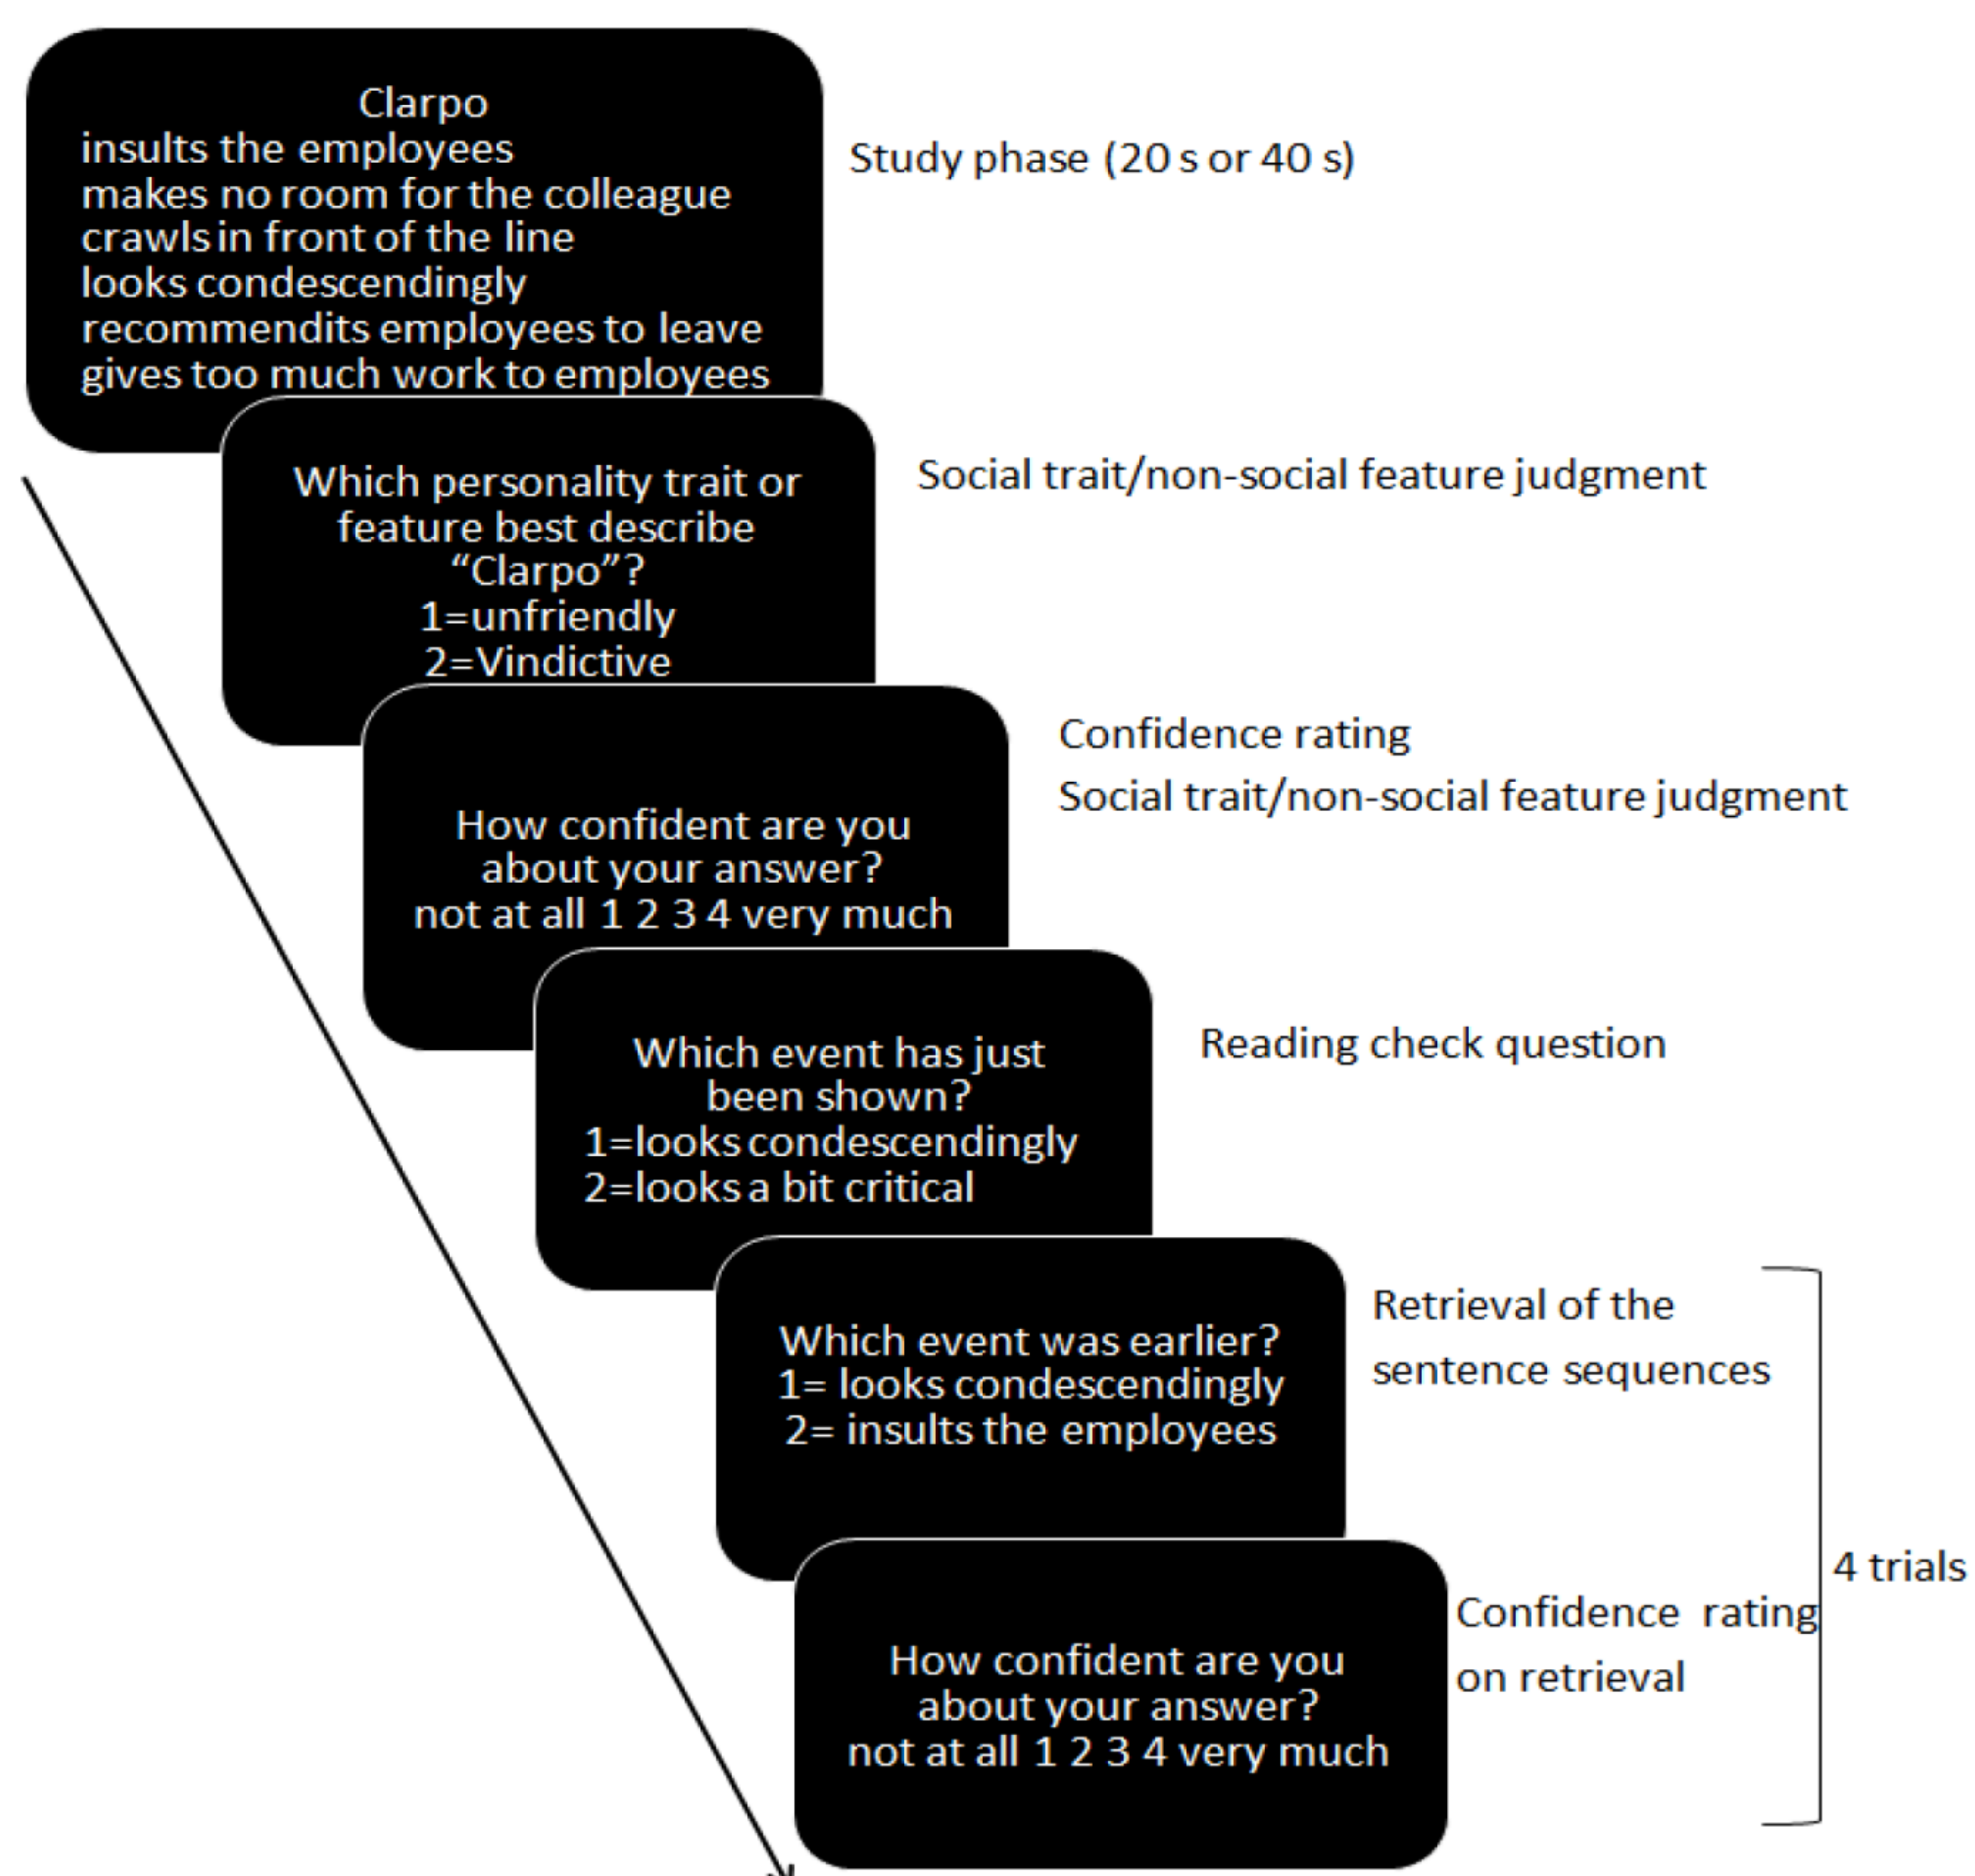 Clarpo
insults the employees
makes no room for the colleague
crawls in front of the line
looks condescendingly
recommendits employees to leave
gives too much work to employees
Study phase (20 s or 40 s)
Which personality trait or
feature best describe
“Clarpo”?
1=unfriendly
2=Vindictive
Social trait/non-social feature judgment
How confident are you
about your answer?
not at all 1 2 3 4 very much
Confidence rating
Social trait/non-social feature judgment
Which event has just
been shown?
1=looks condescendingly
2=looks a bit critical
Reading check question
Which event was earlier?
1= looks condescendingly
2= insults the employees
Retrieval of the
sentence sequences
How confident are you
about your answer?
not at all 1 2 3 4 very much
Confidence rating
on retrieval
4 trials